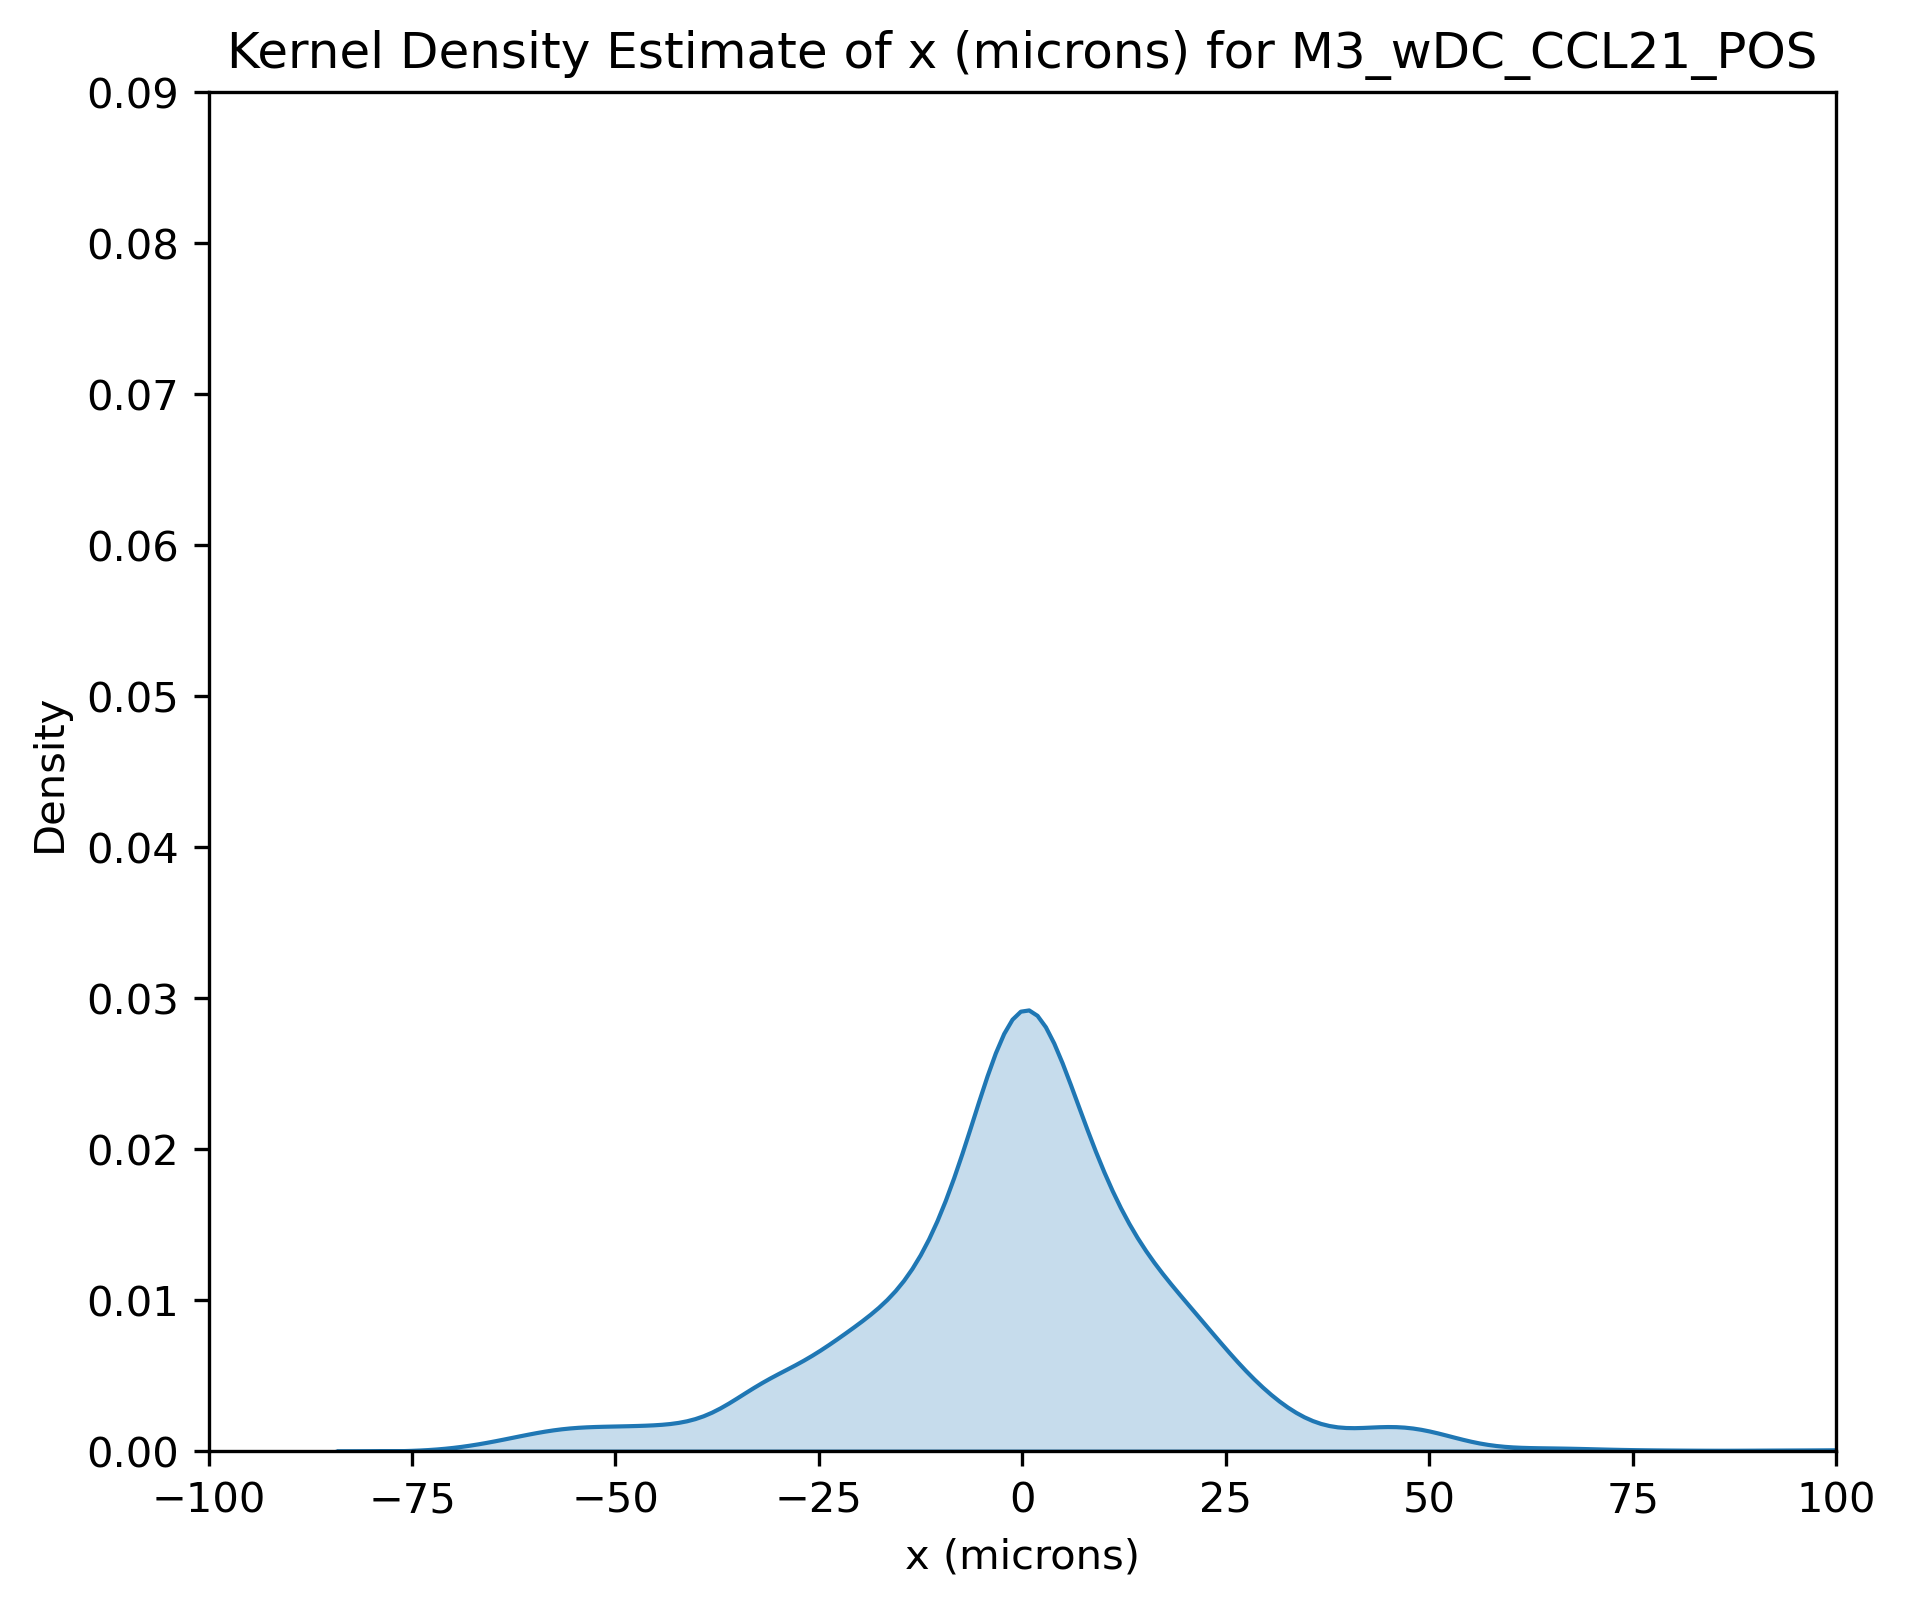 Kernel Density Estimate of x (microns) for M3_wDC_CCL21_POS
0.09
0.08
0.07
0.06
0.05
0.04
0.03
0.02
0.01
0.00
Density
−100 −75 −50 −25 0 25 50 75 100
x (microns)